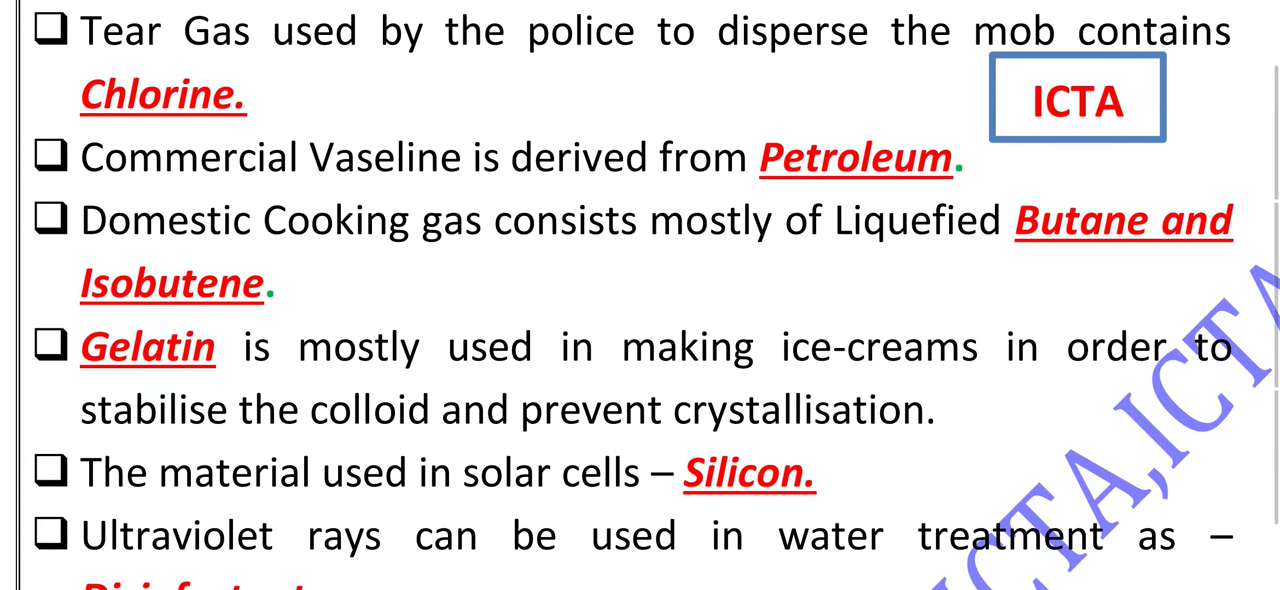 Tear Gas used by the police to disperse the mob contains
Chlorine.
ICTA
Commercial Vaseline is derived from Petroleum.
Domestic Cooking gas consists mostly of Liquefied Butane and
Isobutene.
Gelatin is mostly used in making ice-creams in order to
stabilise the colloid and prevent crystallisation.
The material used in solar cells – Silicon.
Ultraviolet rays can be used in water treatment as –
ICTA,ICTA